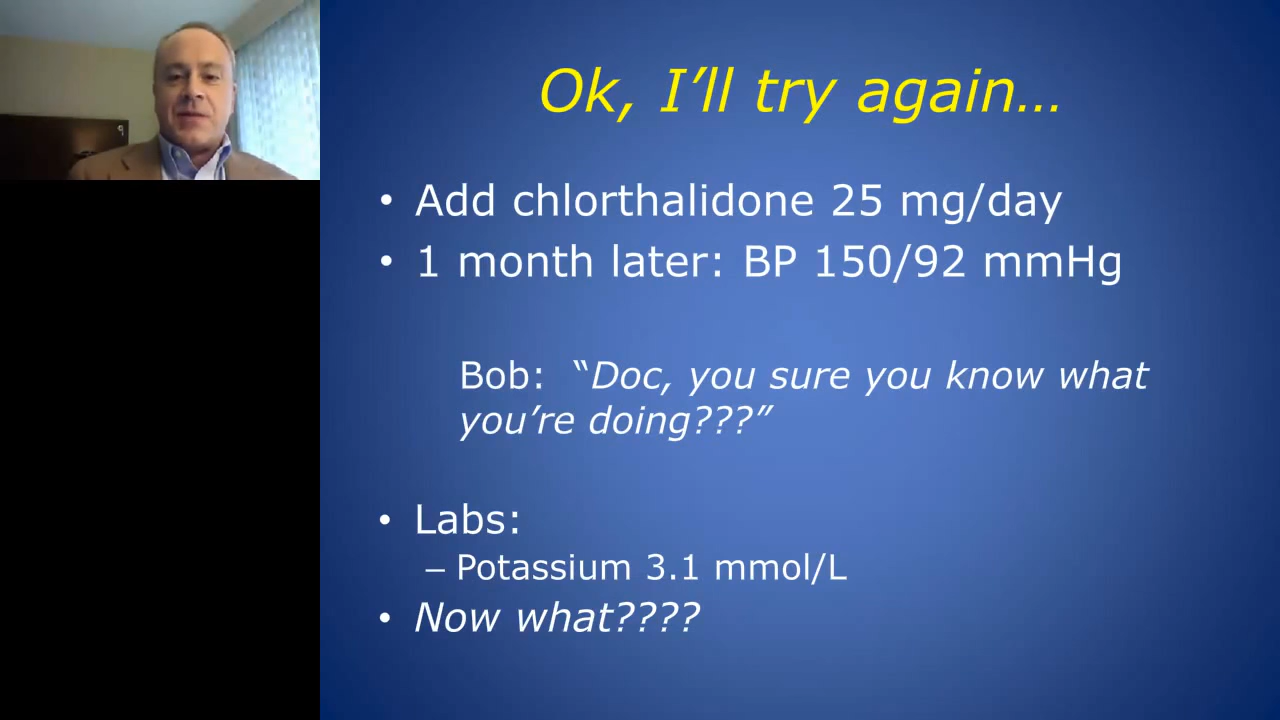 Ok, I’ll try again…
• Add chlorthalidone 25 mg/day
• 1 month later: BP 150/92 mmHg
Bob: “Doc, you sure you know what
you’re doing???”
• Labs:
– Potassium 3.1 mmol/L
• Now what????